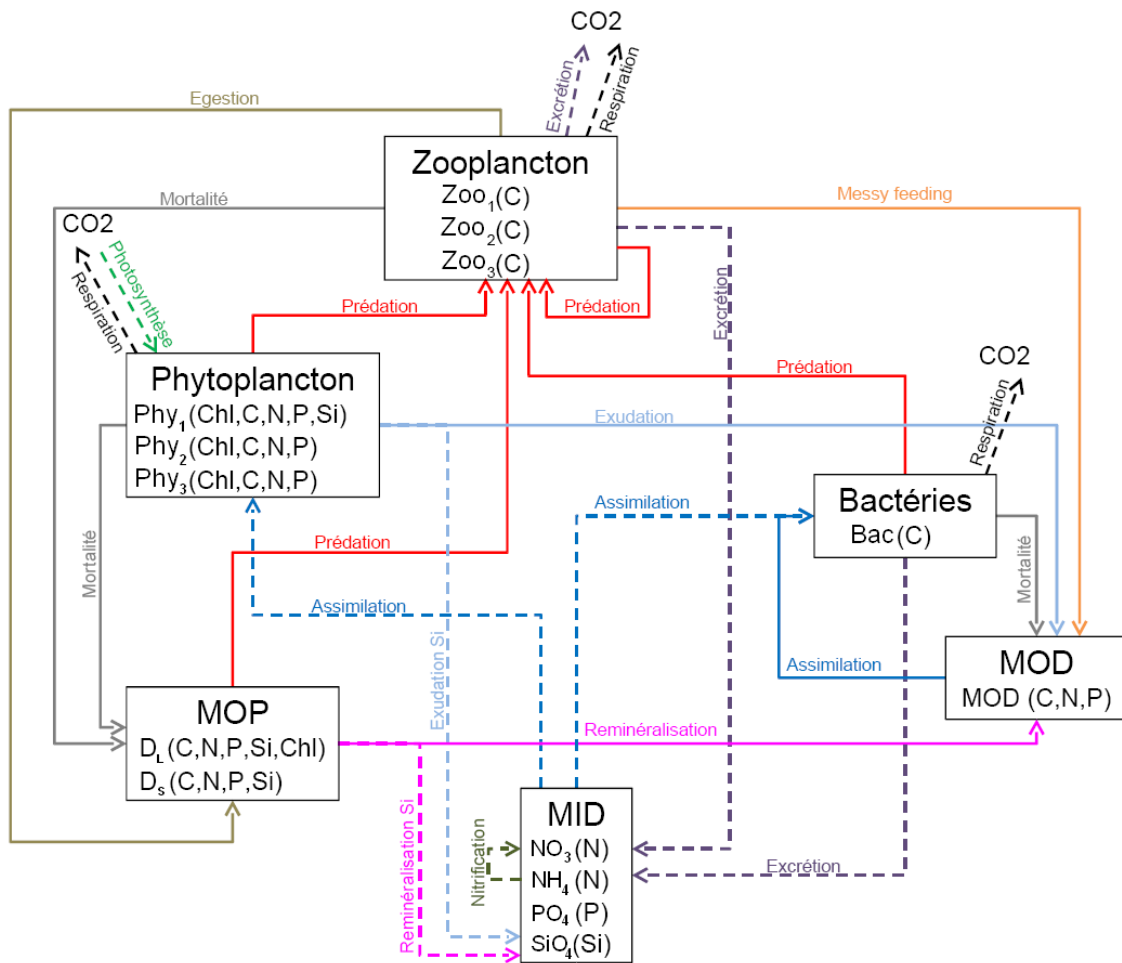 CO2
Excrétion
Respiration
Egestion
Zooplancton
Zoo1(C)
Zoo2(C)
Zoo3(C)
Mortalité
Messy feeding
CO2
Photosynthèse
Respiration
Prédation
Prédation
Excrétion
Prédation
CO2
Respiration
Phytoplancton
Phy1(Chl,C,N,P,Si)
Phy2(Chl,C,N,P)
Phy3(Chl,C,N,P)
Exudation
Assimilation
Bactéries
Bac(C)
Mortalité
Mortalité
Prédation
Assimilation
Exudation Si
Assimilation
MOD
MOD (C,N,P)
MOP
DL(C,N,P,Si,Chl)
DS(C,N,P,Si)
Reminéralisation
Reminéralisation Si
MID
NO3(N)
NH4(N)
PO4(P)
SiO4(Si)
Nitrification
Excrétion